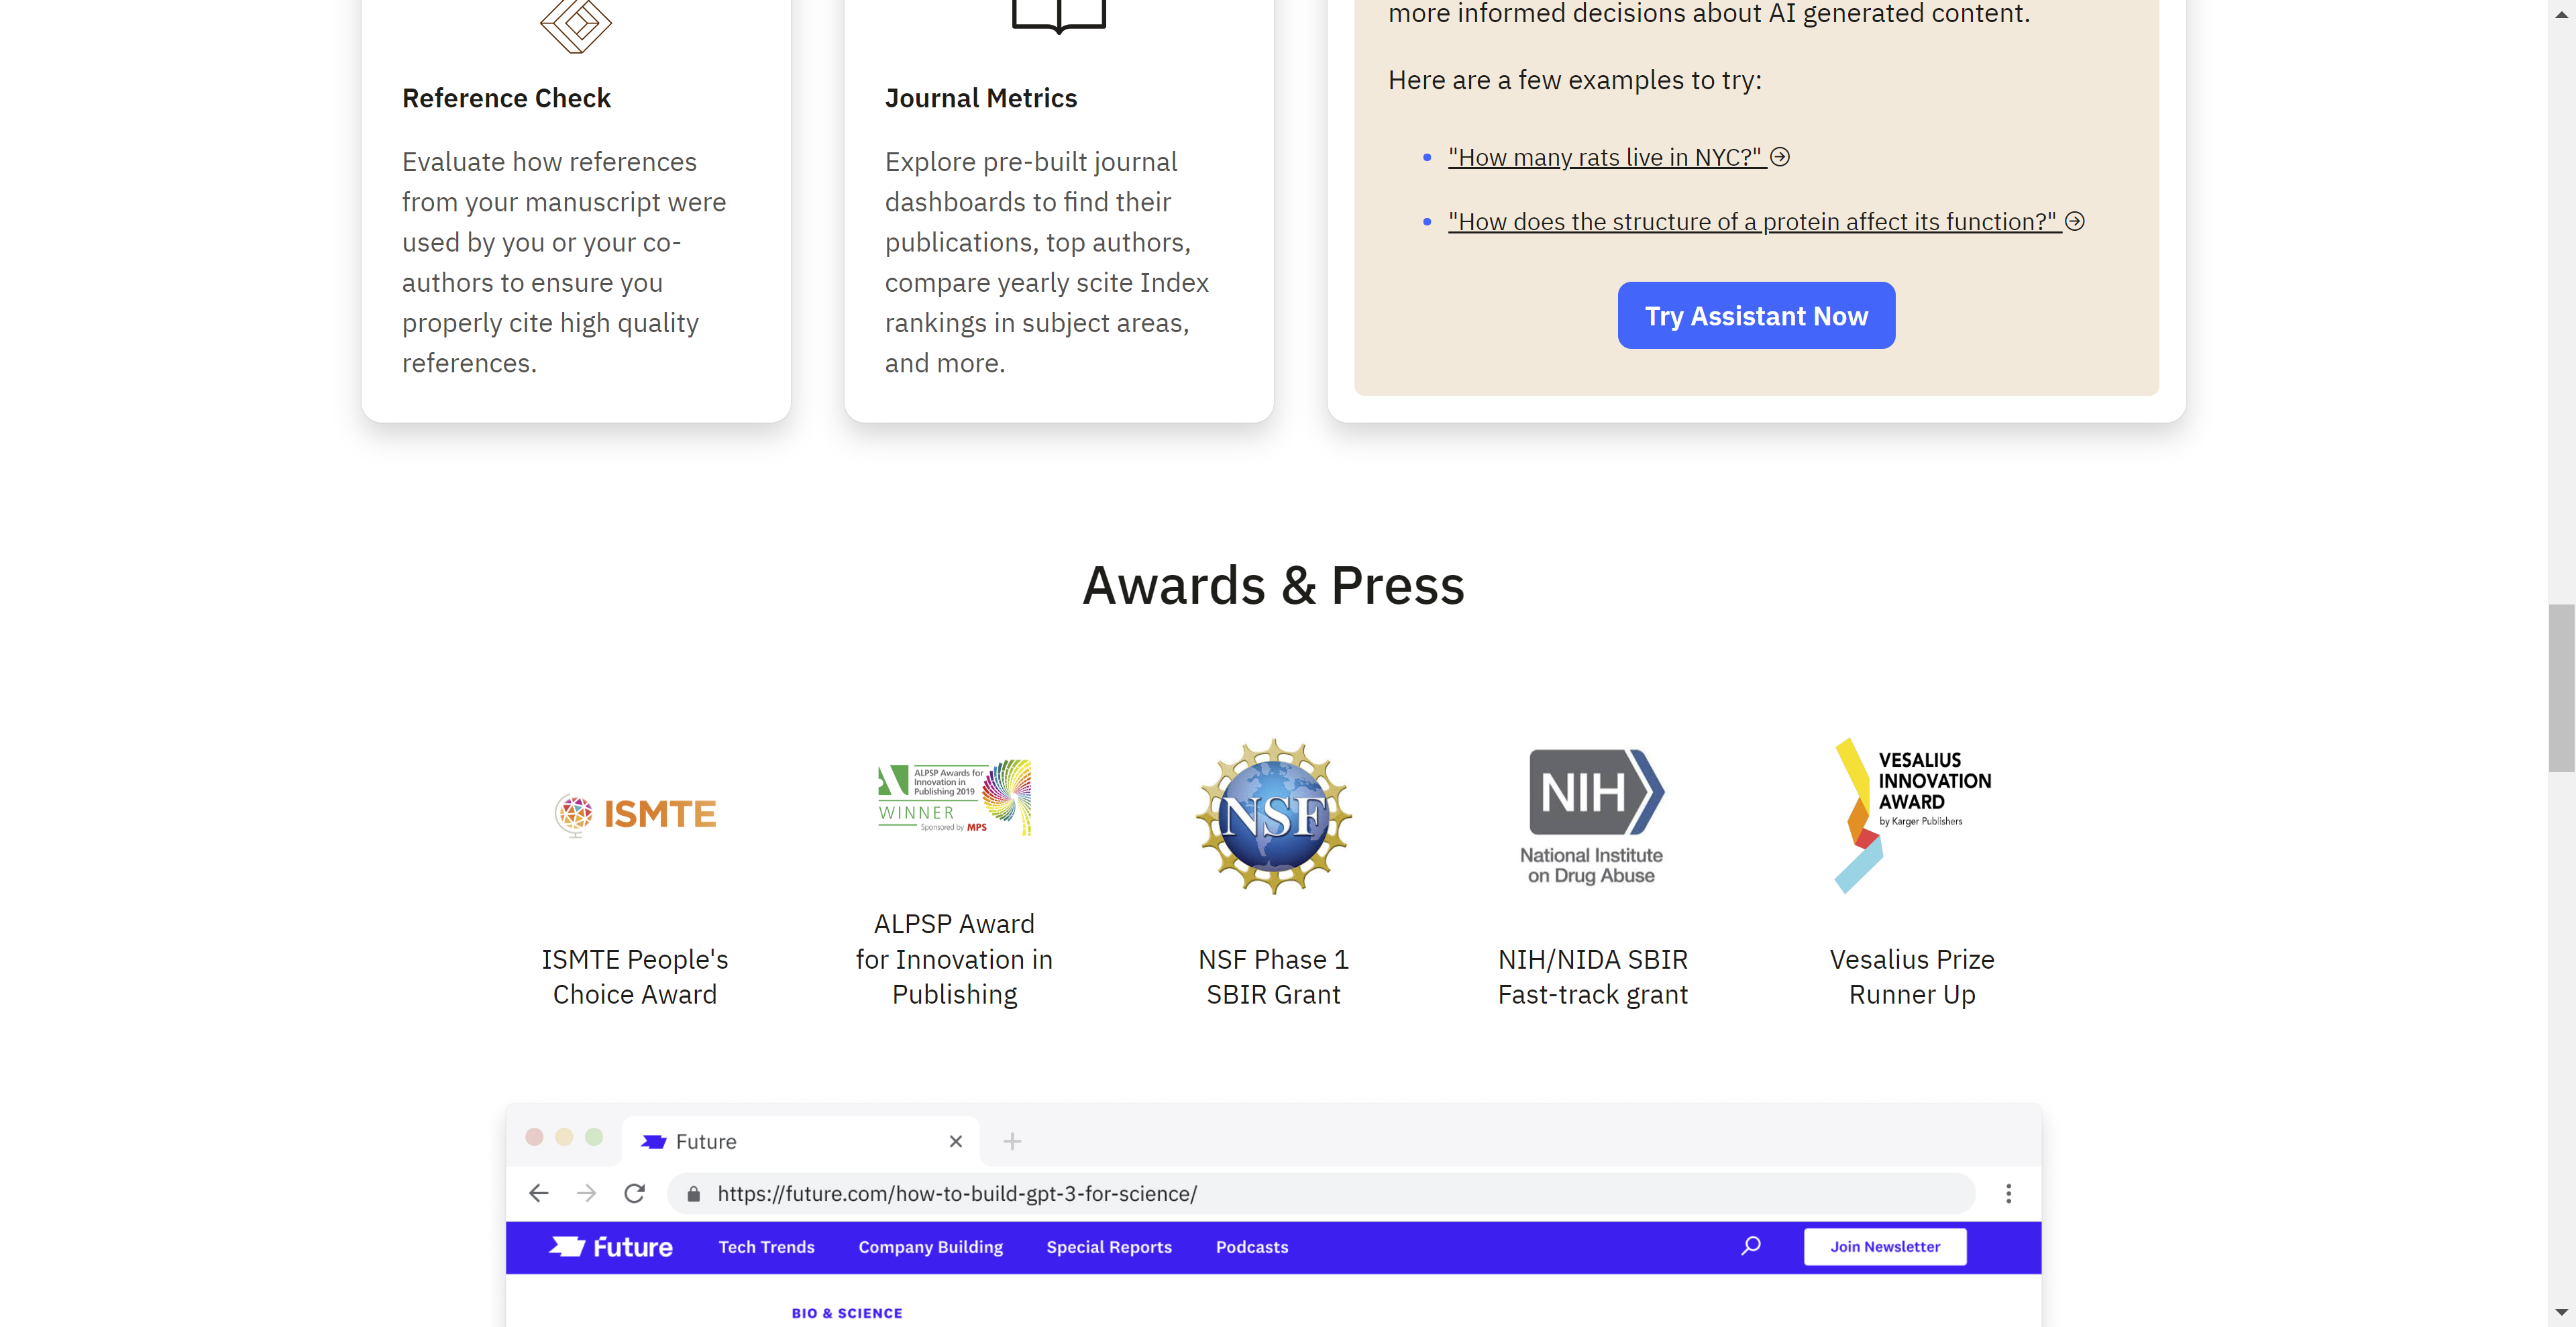 Reference Check
Evaluate how references
from your manuscript were
used by you or your co-
authors to ensure you
properly cite high quality
references.
Journal Metrics
Explore pre-built journal
dashboards to find their
publications, top authors,
compare yearly scite Index
rankings in subject areas,
and more.
more informed decisions about AI generated content.
Here are a few examples to try:
"How many rats live in NYC?"
"How does the structure of a protein affect its function?"
Try Assistant Now
Awards & Press
ISMTE
ISMTE People's
Choice Award
ALPSP Awards for
Innovation in
Publishing 2019
WINNER
Sponsored by MPS
ALPSP Award
for Innovation in
Publishing
NSF
NSF Phase 1
SBIR Grant
NIH
National Institute
on Drug Abuse
NIH/NIDA SBIR
Fast-track grant
VESALIUS
INNOVATION
AWARD
by Karger Publishers
Vesalius Prize
Runner Up
Future
https://future.com/how-to-build-gpt-3-for-science/
Future Tech Trends Company Building Special Reports Podcasts Join Newsletter
BIO & SCIENCE